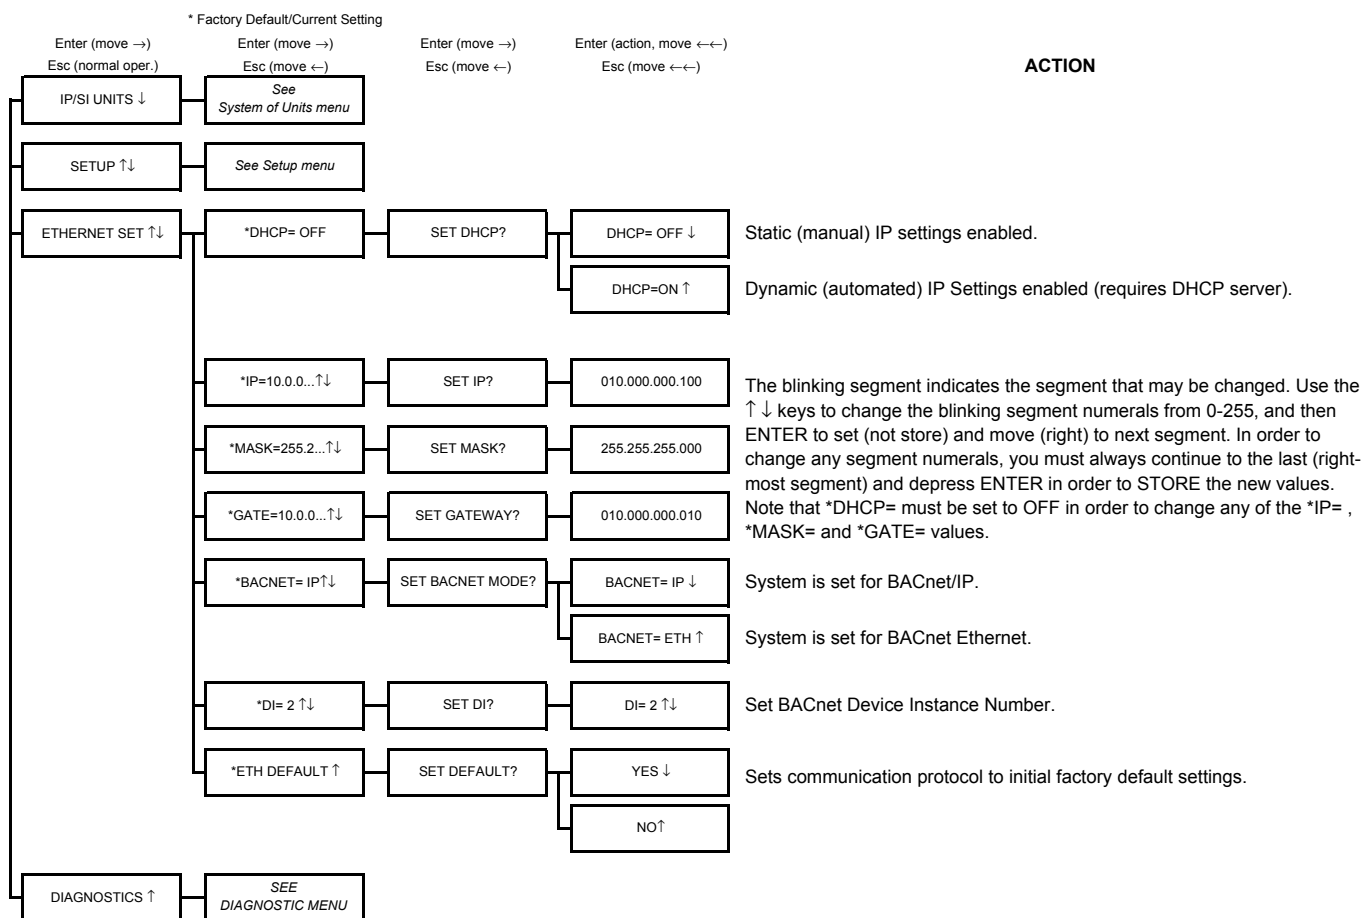 * Factory Default/Current Setting
Enter (move →)
Esc (normal oper.)
Enter (move →)
Esc (move ←)
Enter (move →)
Esc (move ←)
Enter (action, move ←←)
Esc (move ←←)
ACTION
IP/SI UNITS ↓
See
System of Units menu
SETUP ↑↓
See Setup menu
ETHERNET SET ↑↓
*DHCP= OFF
SET DHCP?
DHCP= OFF ↓
Static (manual) IP settings enabled.
DHCP=ON ↑
Dynamic (automated) IP Settings enabled (requires DHCP server).
*IP=10.0.0...↑↓
SET IP?
010.000.000.100
*MASK=255.2...↑↓
SET MASK?
255.255.255.000
*GATE=10.0.0...↑↓
SET GATEWAY?
010.000.000.010
The blinking segment indicates the segment that may be changed. Use the
↑ ↓ keys to change the blinking segment numerals from 0-255, and then
ENTER to set (not store) and move (right) to next segment. In order to
change any segment numerals, you must always continue to the last (right-
most segment) and depress ENTER in order to STORE the new values.
Note that *DHCP= must be set to OFF in order to change any of the *IP= ,
*MASK= and *GATE= values.
*BACNET= IP↑↓
SET BACNET MODE?
BACNET= IP ↓
System is set for BACnet/IP.
BACNET= ETH ↑
System is set for BACnet Ethernet.
*DI= 2 ↑↓
SET DI?
DI= 2 ↑↓
Set BACnet Device Instance Number.
*ETH DEFAULT ↑
SET DEFAULT?
YES ↓
Sets communication protocol to initial factory default settings.
NO↑
DIAGNOSTICS ↑
SEE
DIAGNOSTIC MENU